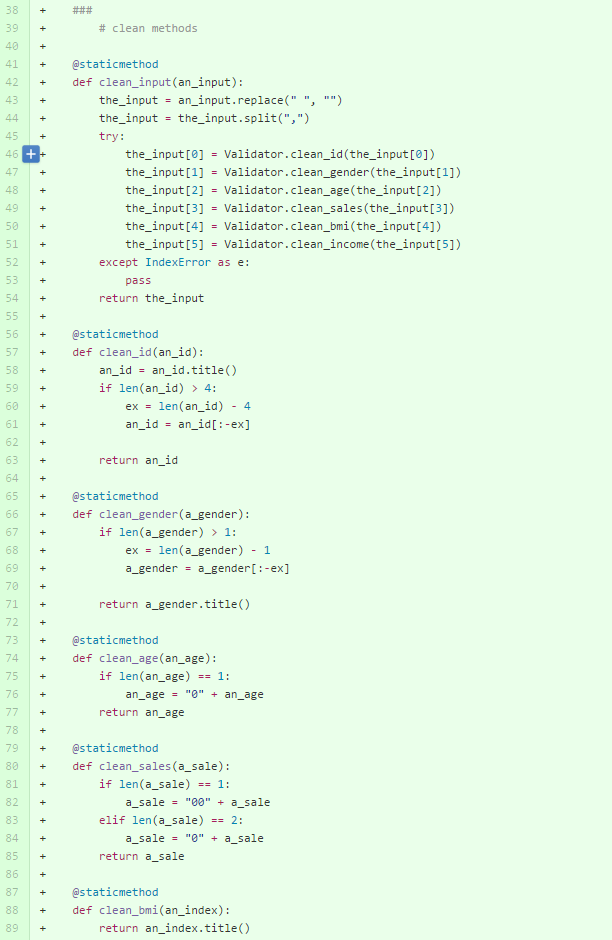 38 + ###
39 + # clean methods
40 +
41 + @staticmethod
42 + def clean_input(an_input):
43 + the_input = an_input.replace(" ", "")
44 + the_input = the_input.split(",")
45 + try:
46 + + the_input[0] = Validator.clean_id(the_input[0])
47 + the_input[1] = Validator.clean_gender(the_input[1])
48 + the_input[2] = Validator.clean_age(the_input[2])
49 + the_input[3] = Validator.clean_sales(the_input[3])
50 + the_input[4] = Validator.clean_bmi(the_input[4])
51 + the_input[5] = Validator.clean_income(the_input[5])
52 + except IndexError as e:
53 + pass
54 + return the_input
55 +
56 + @staticmethod
57 + def clean_id(an_id):
58 + an_id = an_id.title()
59 + if len(an_id) > 4:
60 + ex = len(an_id) - 4
61 + an_id = an_id[:-ex]
62 +
63 + return an_id
64 +
65 + @staticmethod
66 + def clean_gender(a_gender):
67 + if len(a_gender) > 1:
68 + ex = len(a_gender) - 1
69 + a_gender = a_gender[:-ex]
70 +
71 + return a_gender.title()
72 +
73 + @staticmethod
74 + def clean_age(an_age):
75 + if len(an_age) == 1:
76 + an_age = "0" + an_age
77 + return an_age
78 +
79 + @staticmethod
80 + def clean_sales(a_sale):
81 + if len(a_sale) == 1:
82 + a_sale = "00" + a_sale
83 + elif len(a_sale) == 2:
84 + a_sale = "0" + a_sale
85 + return a_sale
86 +
87 + @staticmethod
88 + def clean_bmi(an_index):
89 + return an_index.title()